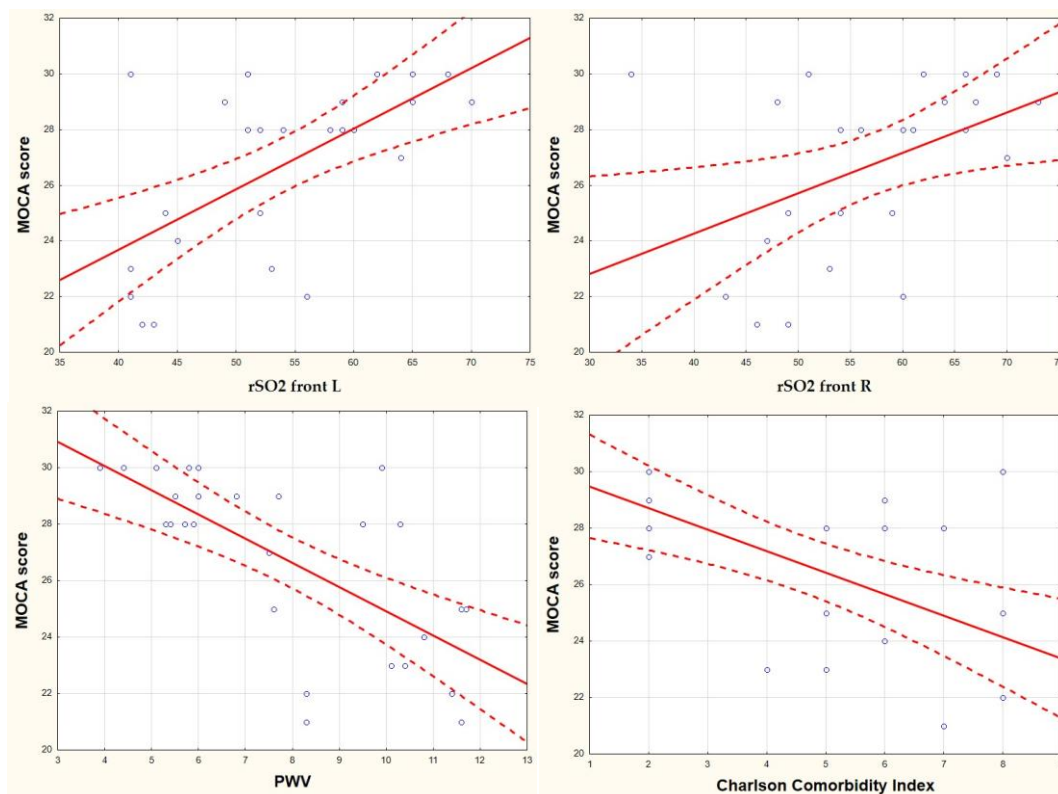 32
30
28
26
24
22
20
MOCA score
35 40 45 50 55 60 65 70 75
rSO2 front L
32
30
28
26
24
22
20
MOCA score
30 35 40 45 50 55 60 65 70 75
rSO2 front R
32
30
28
26
24
22
20
MOCA score
3 4 5 6 7 8 9 10 11 12 13
PWV
32
30
28
26
24
22
20
MOCA score
1 2 3 4 5 6 7 8
Charlson Comorbidity Index